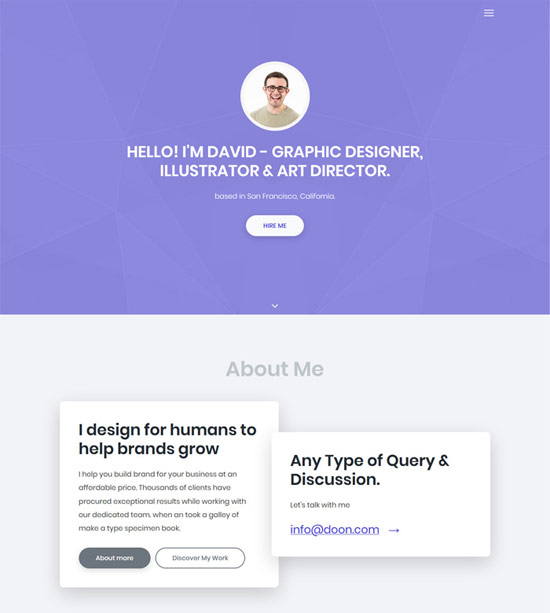 HELLO! I'M DAVID - GRAPHIC DESIGNER,
ILLUSTRATOR & ART DIRECTOR.
based in San Francisco, California.
HIRE ME
About Me
I design for humans to
help brands grow
I help you build brand for your business at an
affordable price. Thousands of clients have
procured exceptional results while working with
our dedicated team. when an took a galley of
make a type specimen book.
About more
Discover My Work
Any Type of Query &
Discussion.
Let's talk with me
info@doon.com →